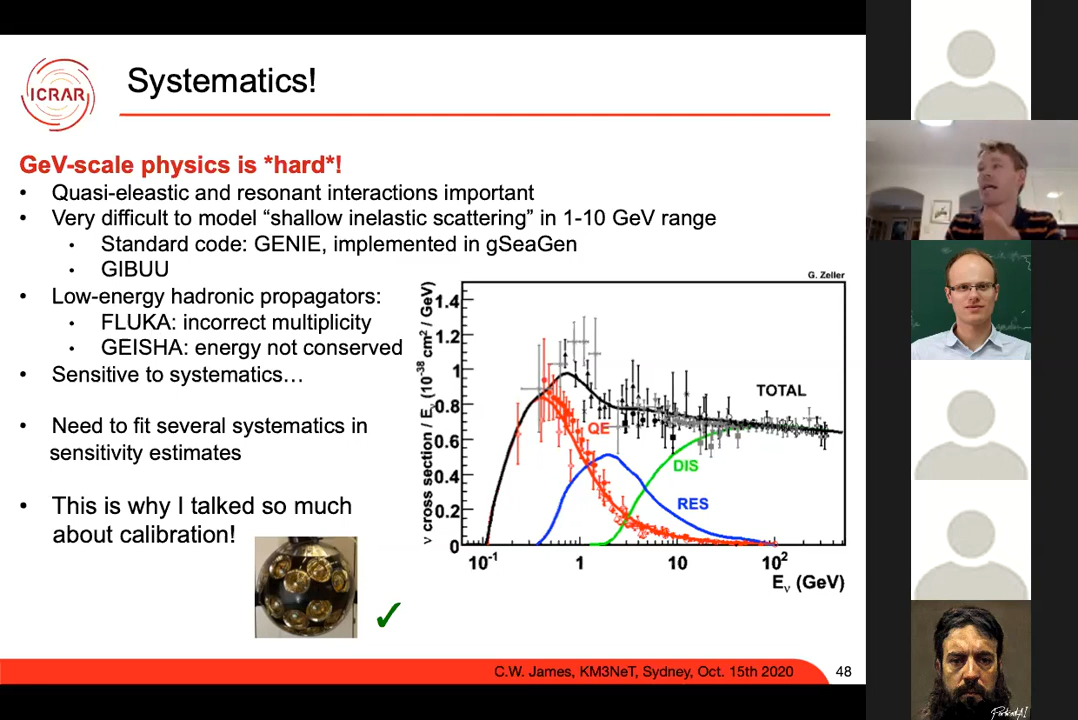 ICRAR
Systematics!
GeV-scale physics is *hard*!
• Quasi-eleastic and resonant interactions important
• Very difficult to model “shallow inelastic scattering” in 1-10 GeV range
• Standard code: GENIE, implemented in gSeaGen
• GIBUU
• Low-energy hadronic propagators:
• FLUKA: incorrect multiplicity
• GEISHA: energy not conserved
• Sensitive to systematics…
• Need to fit several systematics in
sensitivity estimates
• This is why I talked so much
about calibration!
✓
G. Zeller
ν cross section / Eν (10⁻³⁸ cm² / GeV)
1.4
1.2
1
0.8
0.6
0.4
0.2
0
TOTAL
QE
DIS
RES
10⁻¹
1
10
10²
Eν (GeV)
C.W. James, KM3NeT, Sydney, Oct. 15th 2020
48